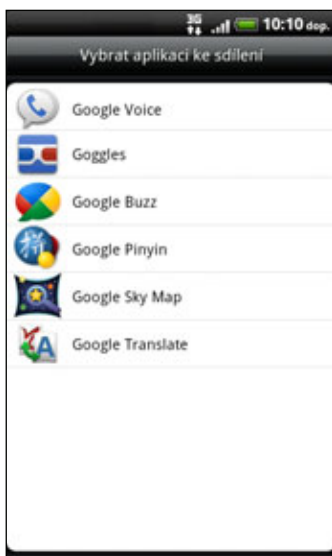 3G 10:10 dop.
Vybrat aplikaci ke sdílení
Google Voice
Goggles
Google Buzz
拼 Google Pinyin
Google Sky Map
A Google Translate